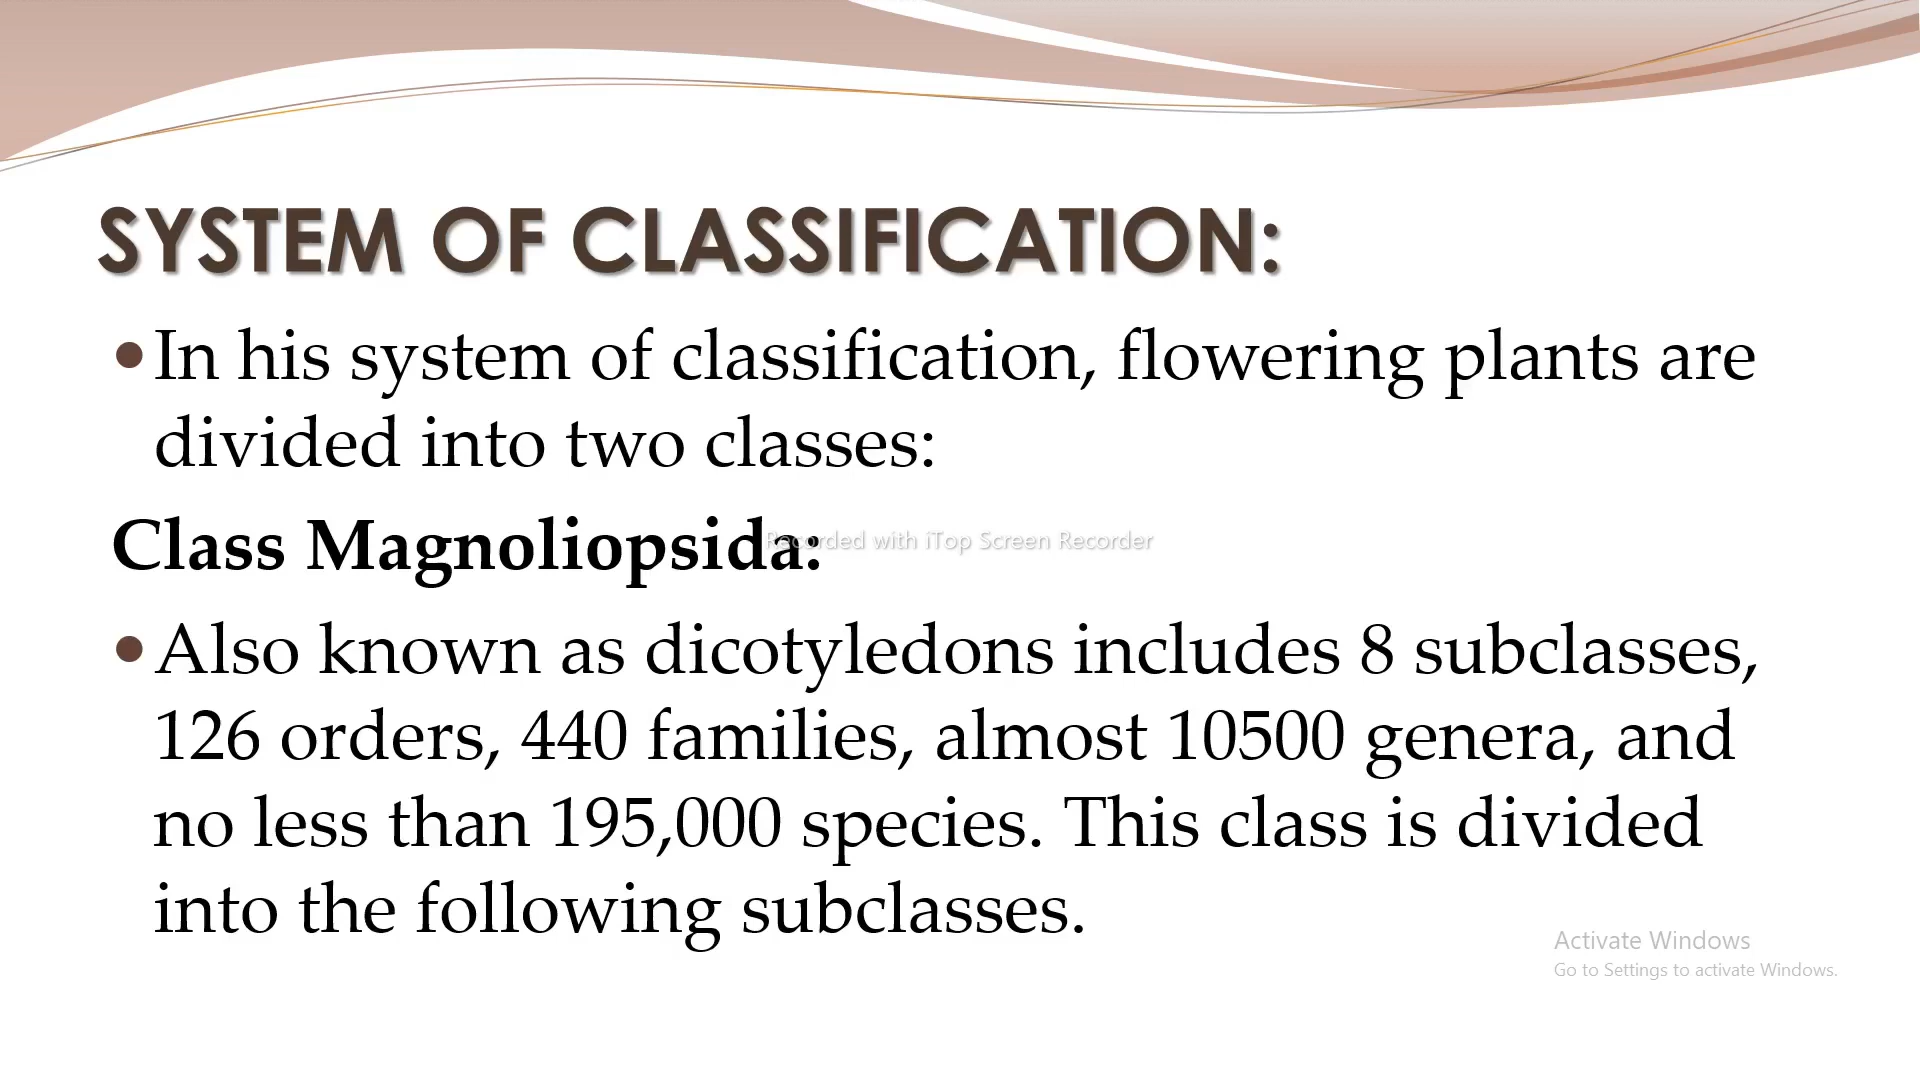 SYSTEM OF CLASSIFICATION:
•In his system of classification, flowering plants are
divided into two classes:
Class Magnoliopsida:
Recorded with iTop Screen Recorder
•Also known as dicotyledons includes 8 subclasses,
126 orders, 440 families, almost 10500 genera, and
no less than 195,000 species. This class is divided
into the following subclasses.
Activate Windows
Go to Settings to activate Windows.